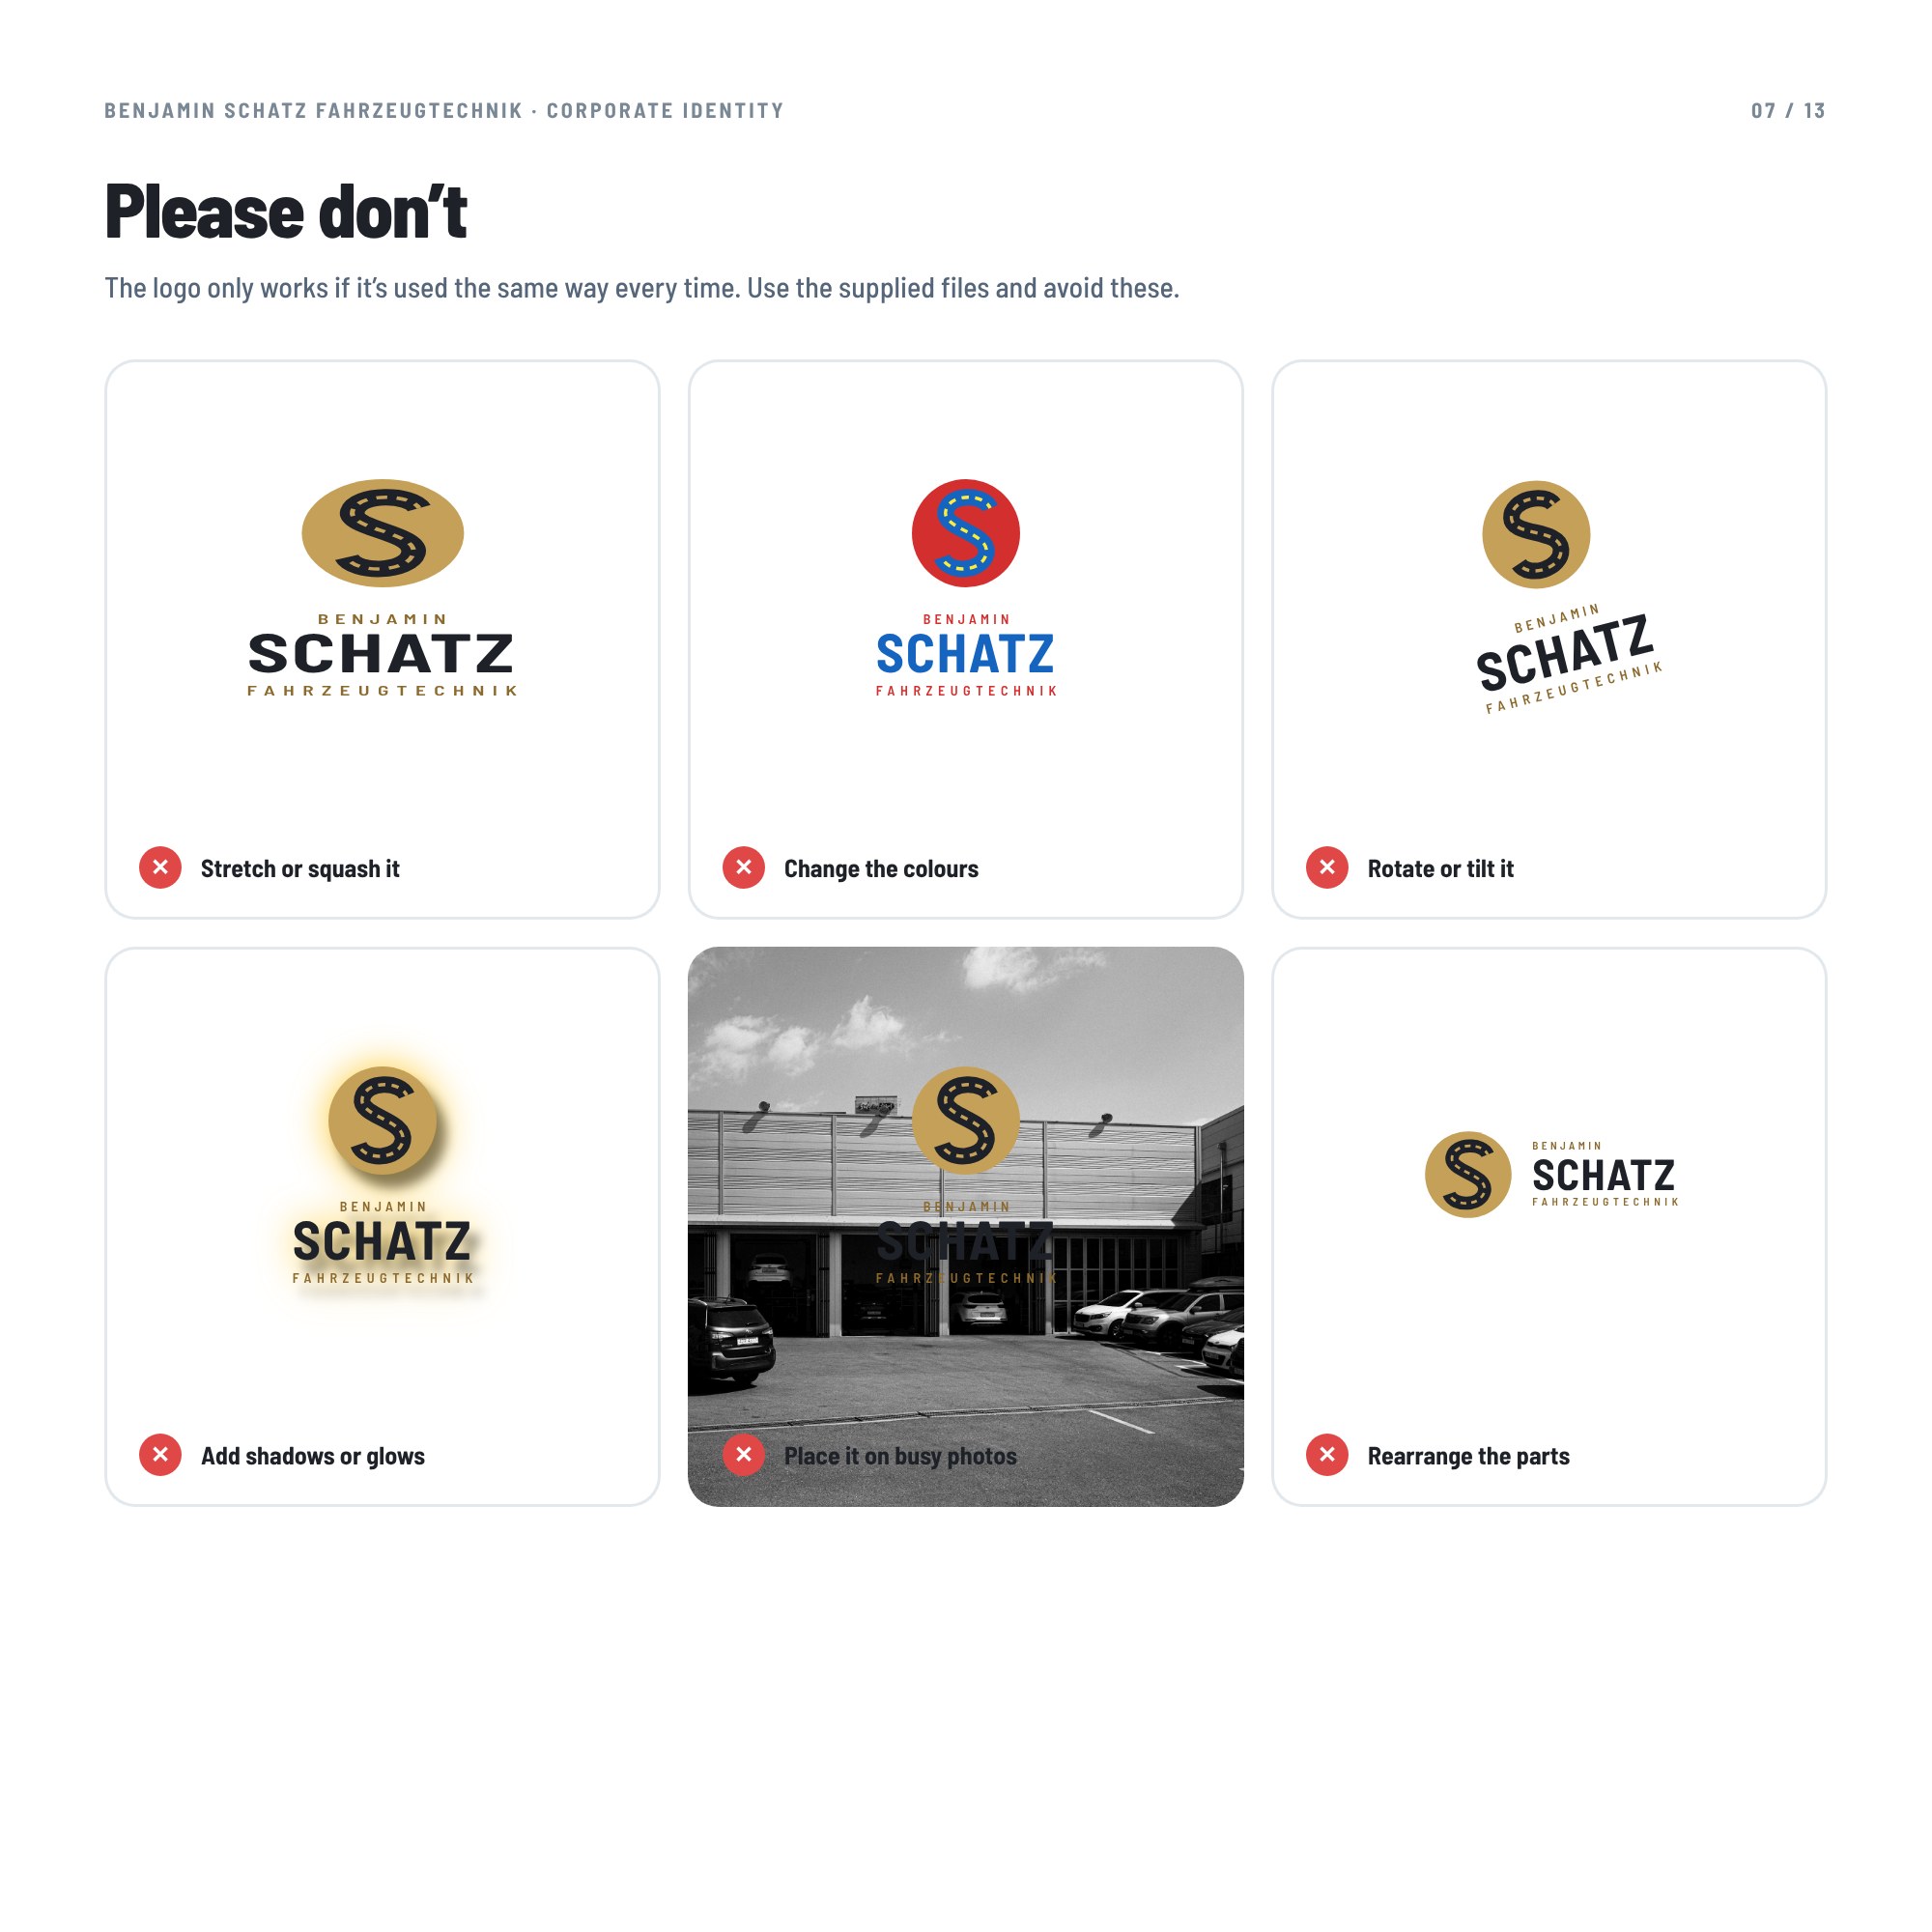 BENJAMIN SCHATZ FAHRZEUGTECHNIK · CORPORATE IDENTITY
07 / 13
Please don’t
The logo only works if it’s used the same way every time. Use the supplied files and avoid these.
BENJAMIN
SCHATZ
FAHRZEUGTECHNIK
Stretch or squash it
BENJAMIN
SCHATZ
FAHRZEUGTECHNIK
Change the colours
BENJAMIN
SCHATZ
FAHRZEUGTECHNIK
Rotate or tilt it
BENJAMIN
SCHATZ
FAHRZEUGTECHNIK
Add shadows or glows
BENJAMIN
SCHATZ
FAHRZEUGTECHNIK
Place it on busy photos
BENJAMIN
SCHATZ
FAHRZEUGTECHNIK
Rearrange the parts